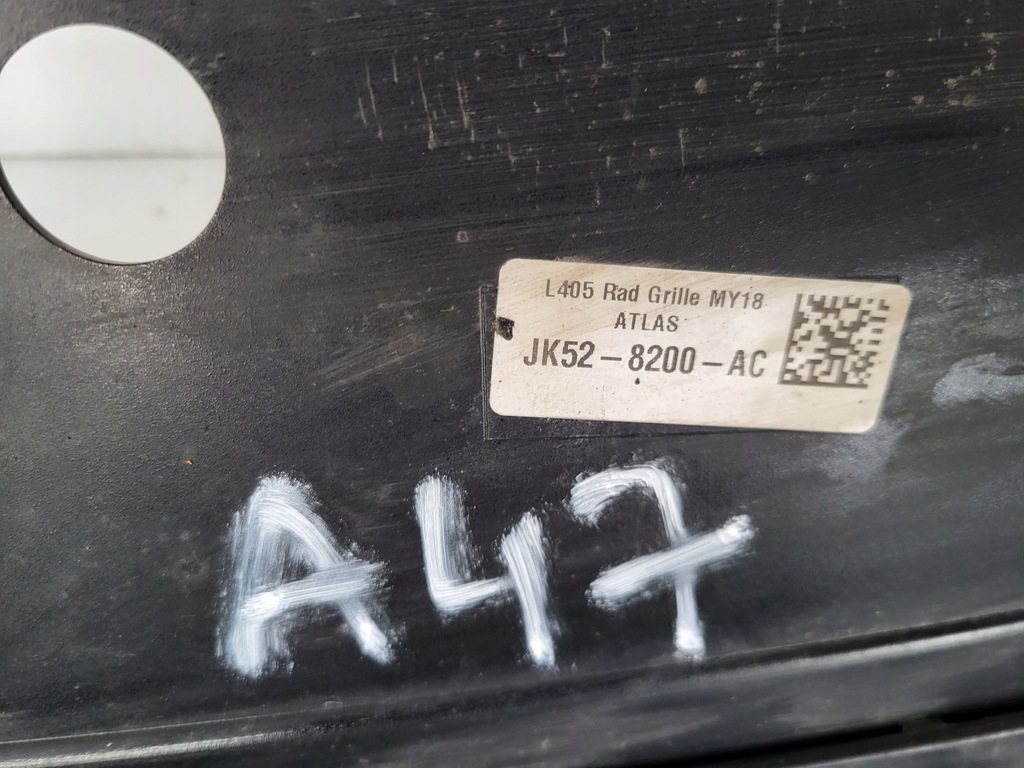 L405 Rad Grille MY18
ATLAS
JK52-8200-AC
A47